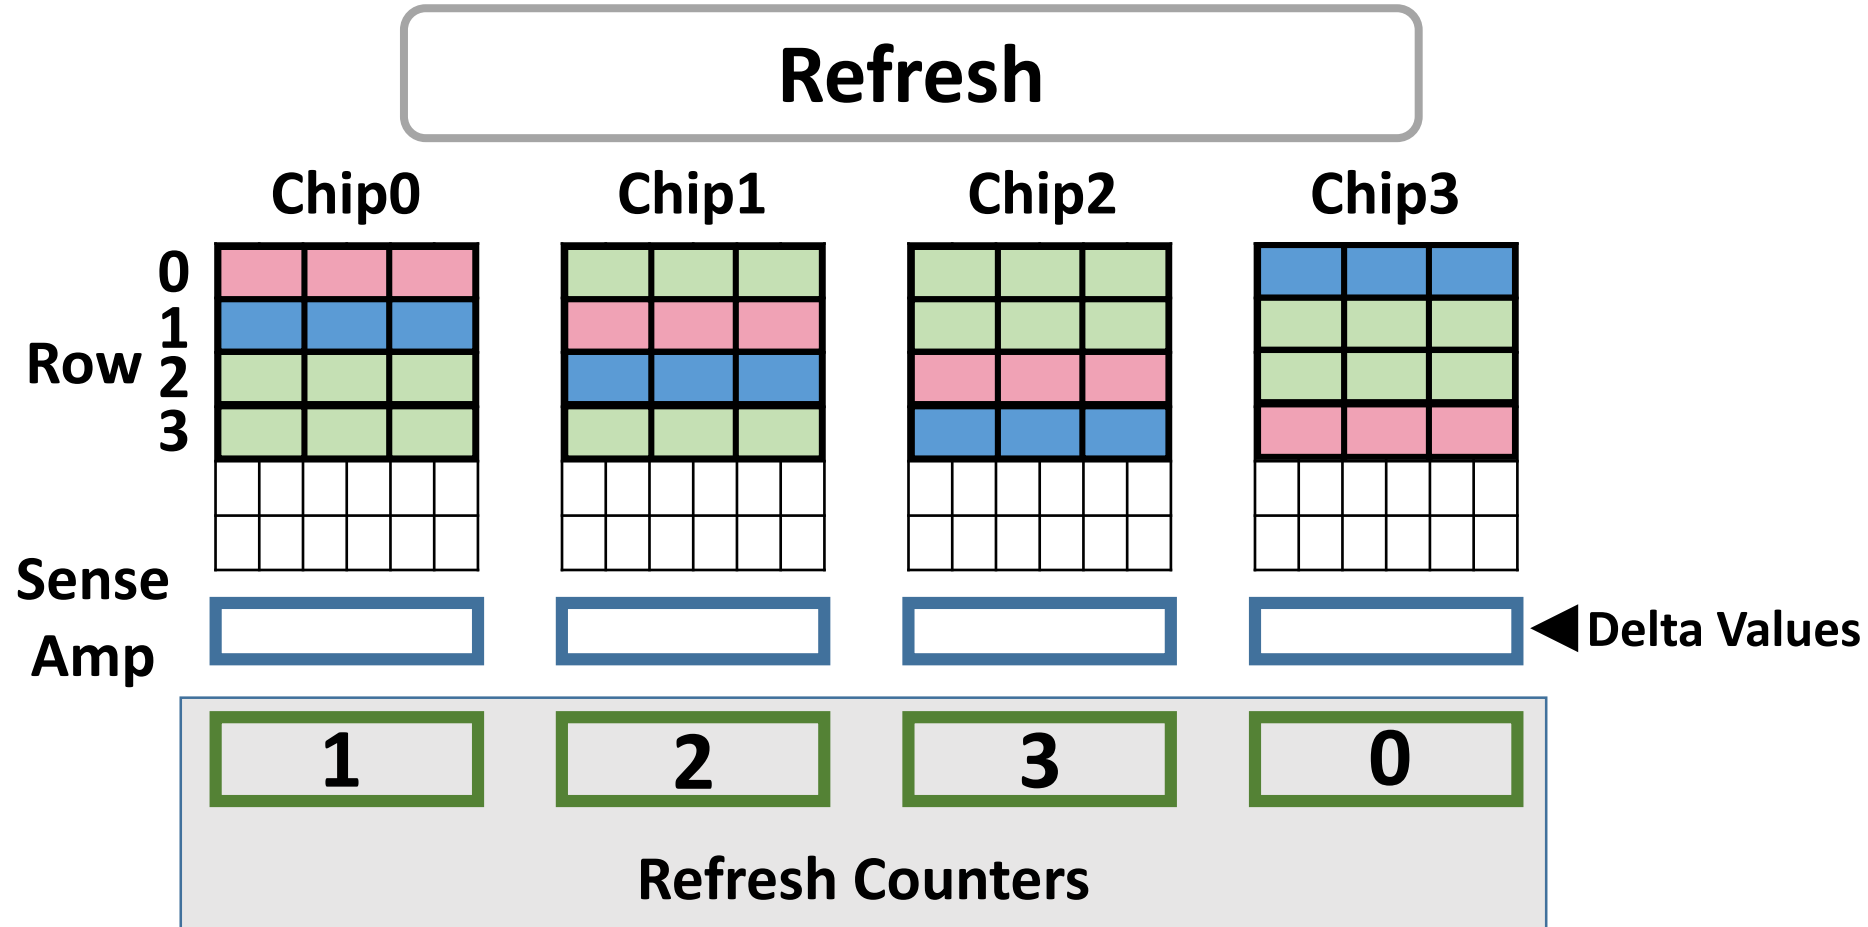 Refresh
Chip0 Chip1 Chip2 Chip3
0
1
Row
2
3
Sense
Amp
Delta Values
1 2 3 0
Refresh Counters